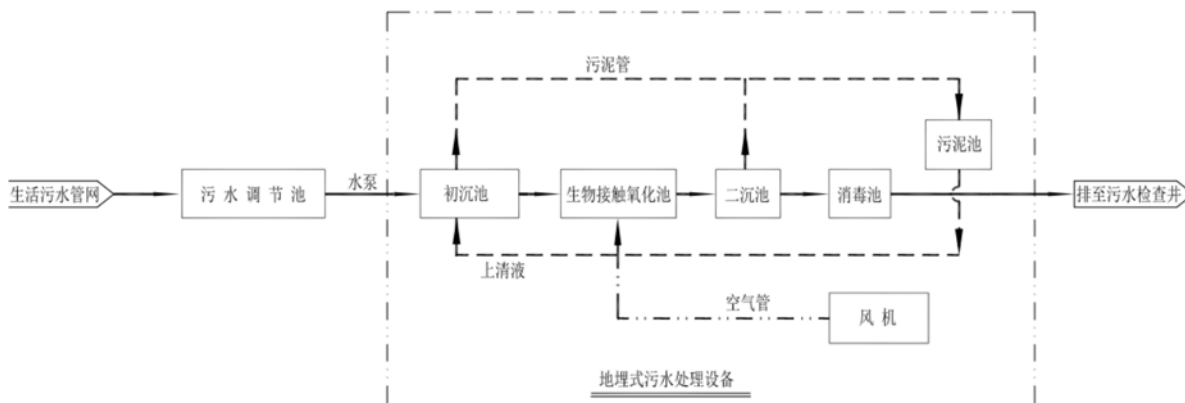 污泥管
污泥池
生活污水管网
污水调节池
水泵
初沉池
生物接触氧化池
二沉池
消毒池
排至污水检查井
上清液
空气管
风机
地埋式污水处理设备